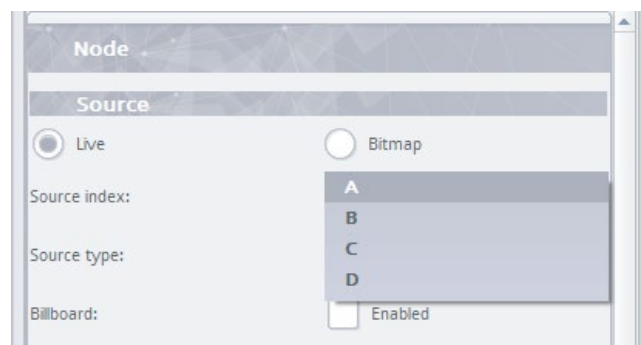 Node
Source
Live Bitmap
Source index: A
B
Source type: C
D
Billboard: Enabled